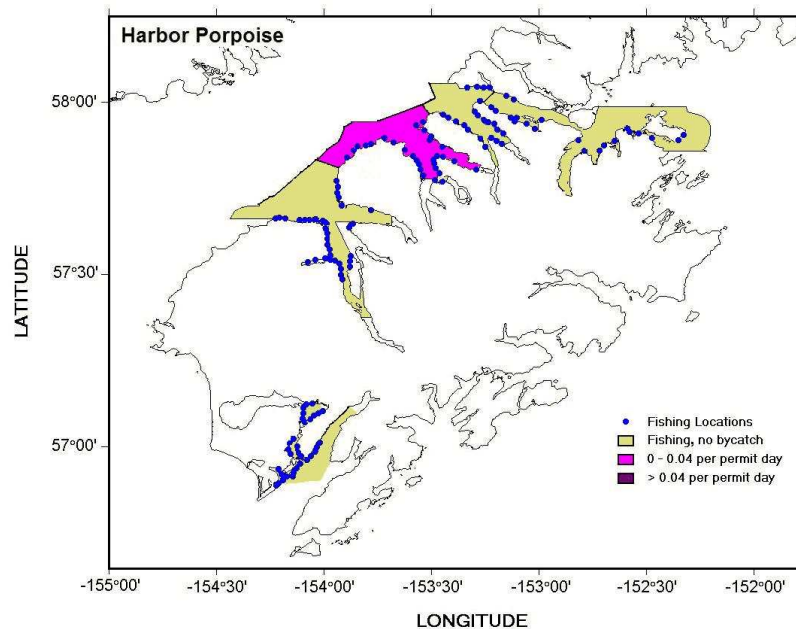 Harbor Porpoise
58°00'
57°30'
57°00'
LATITUDE
Fishing Locations
Fishing, no bycatch
0 - 0.04 per permit day
> 0.04 per permit day
-155°00' -154°30' -154°00' -153°30' -153°00' -152°30' -152°00'
LONGITUDE